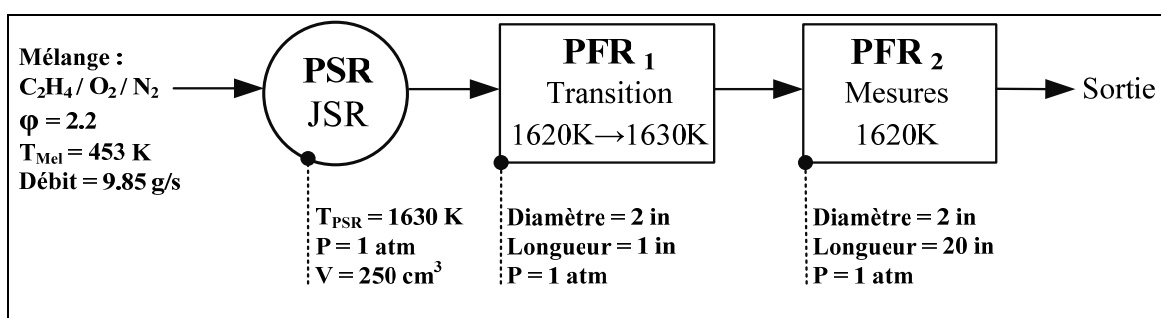 Mélange :
C₂H₄ / O₂ / N₂
φ = 2.2
T_Mel = 453 K
Débit = 9.85 g/s
PSR
JSR
T_PSR = 1630 K
P = 1 atm
V = 250 cm³
PFR ₁
Transition
1620K→1630K
Diamètre = 2 in
Longueur = 1 in
P = 1 atm
PFR ₂
Mesures
1620K
Diamètre = 2 in
Longueur = 20 in
P = 1 atm
Sortie